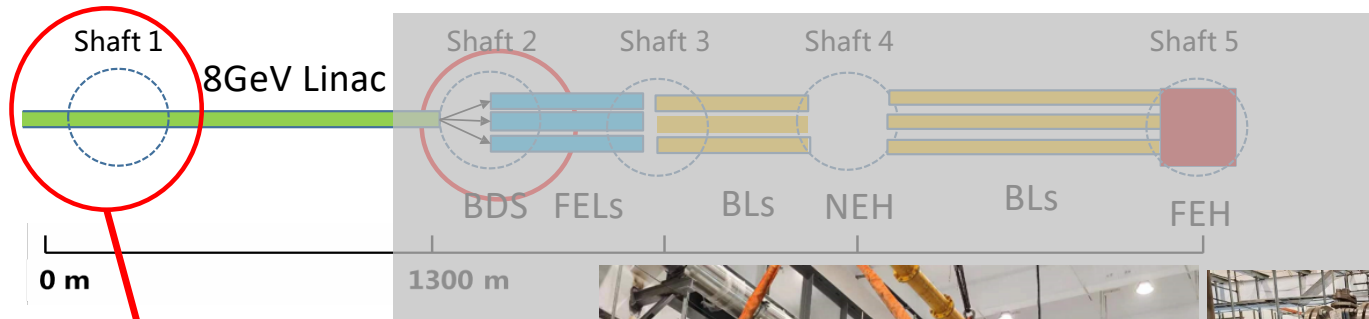 Shaft 1 Shaft 2 Shaft 3 Shaft 4 Shaft 5
8GeV Linac
BDS FELs BLs NEH BLs FEH
0 m 1300 m